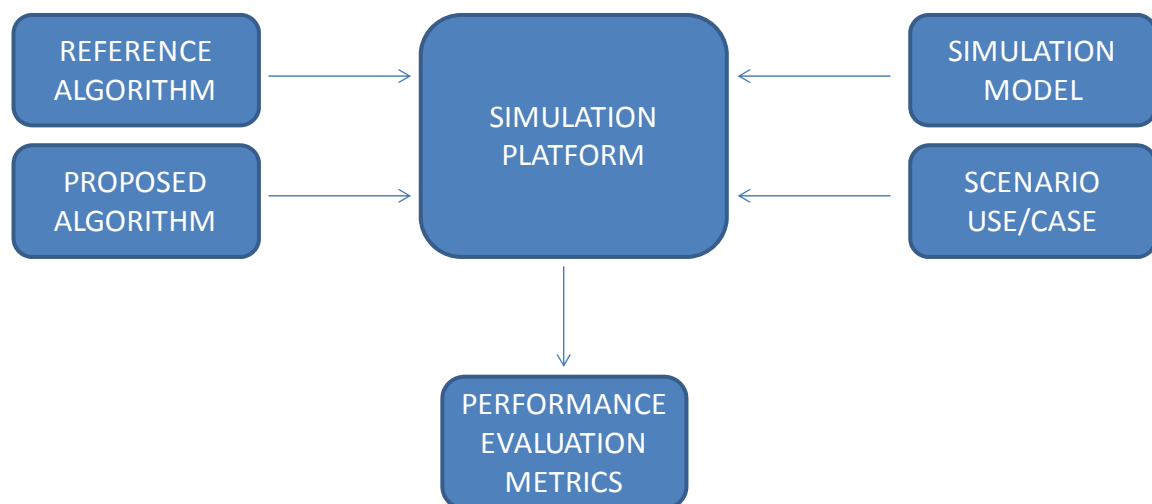 REFERENCE
ALGORITHM
PROPOSED
ALGORITHM
SIMULATION
PLATFORM
SIMULATION
MODEL
SCENARIO
USE/CASE
PERFORMANCE
EVALUATION
METRICS